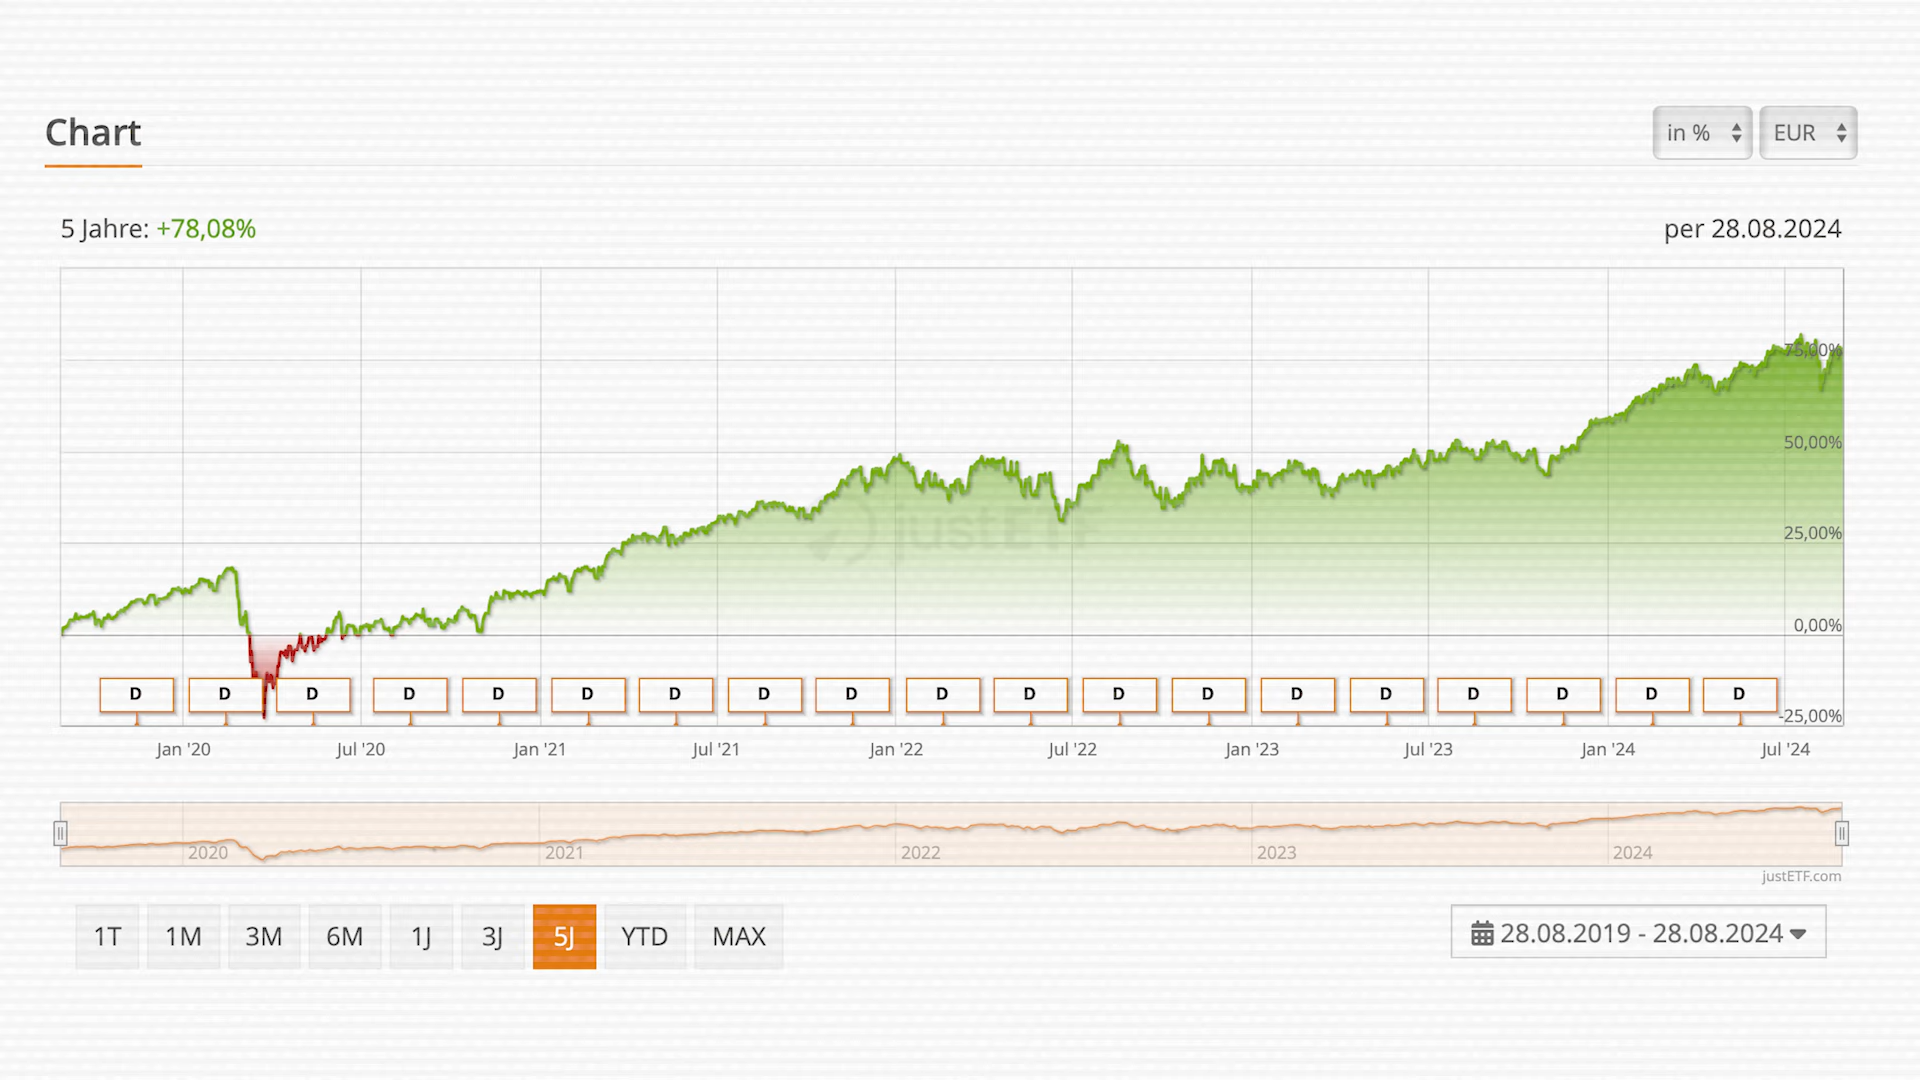 Chart
in %
EUR
5 Jahre: +78,08%
per 28.08.2024
75,00%
50,00%
justETF
25,00%
0,00%
D D D D D D D D D D D D D D D D D D D
-25,00%
Jan '20 Jul '20 Jan '21 Jul '21 Jan '22 Jul '22 Jan '23 Jul '23 Jan '24 Jul '24
2020 2021 2022 2023 2024
justETF.com
1T 1M 3M 6M 1J 3J 5J YTD MAX
28.08.2019 - 28.08.2024